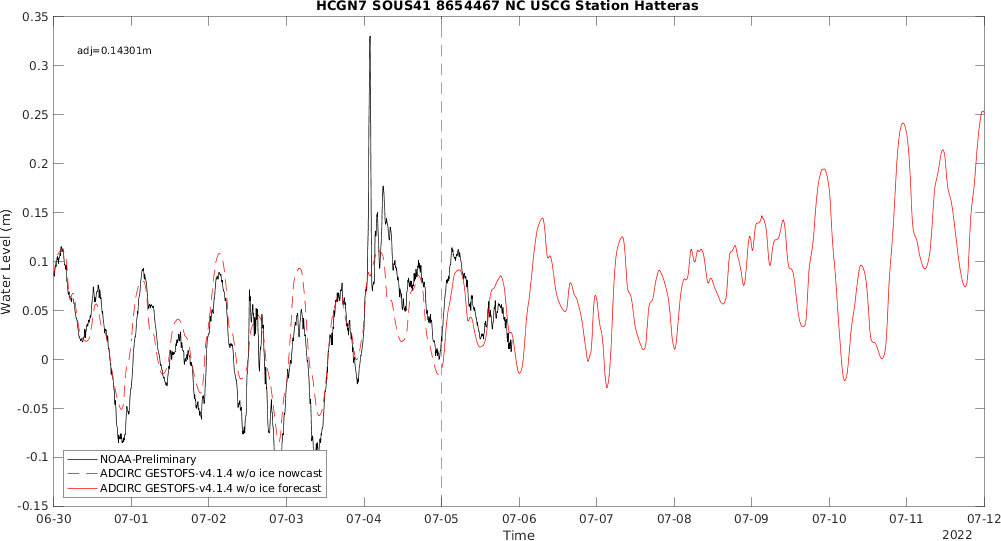 HCGN7 SOUS41 8654467 NC USCG Station Hatteras
0.35
adj=0.14301m
0.3
0.25
0.2
0.15
0.1
0.05
0
-0.05
-0.1
-0.15
Water Level (m)
NOAA-Preliminary
ADCIRC GESTOFS-v4.1.4 w/o ice nowcast
ADCIRC GESTOFS-v4.1.4 w/o ice forecast
06-30 07-01 07-02 07-03 07-04 07-05 07-06 07-07 07-08 07-09 07-10 07-11 07-12
Time
2022